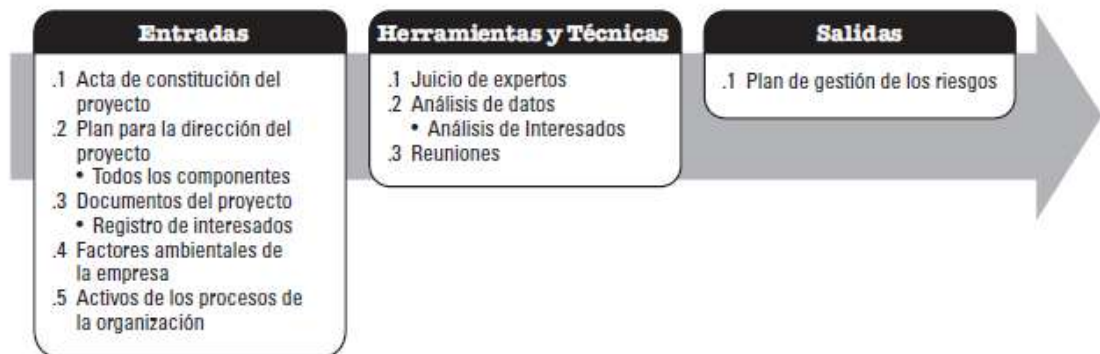 Entradas
.1 Acta de constitución del
proyecto
.2 Plan para la dirección del
proyecto
• Todos los componentes
.3 Documentos del proyecto
• Registro de interesados
.4 Factores ambientales de
la empresa
.5 Activos de los procesos de
la organización
Herramientas y Técnicas
.1 Juicio de expertos
.2 Análisis de datos
• Análisis de Interesados
.3 Reuniones
Salidas
.1 Plan de gestión de los riesgos